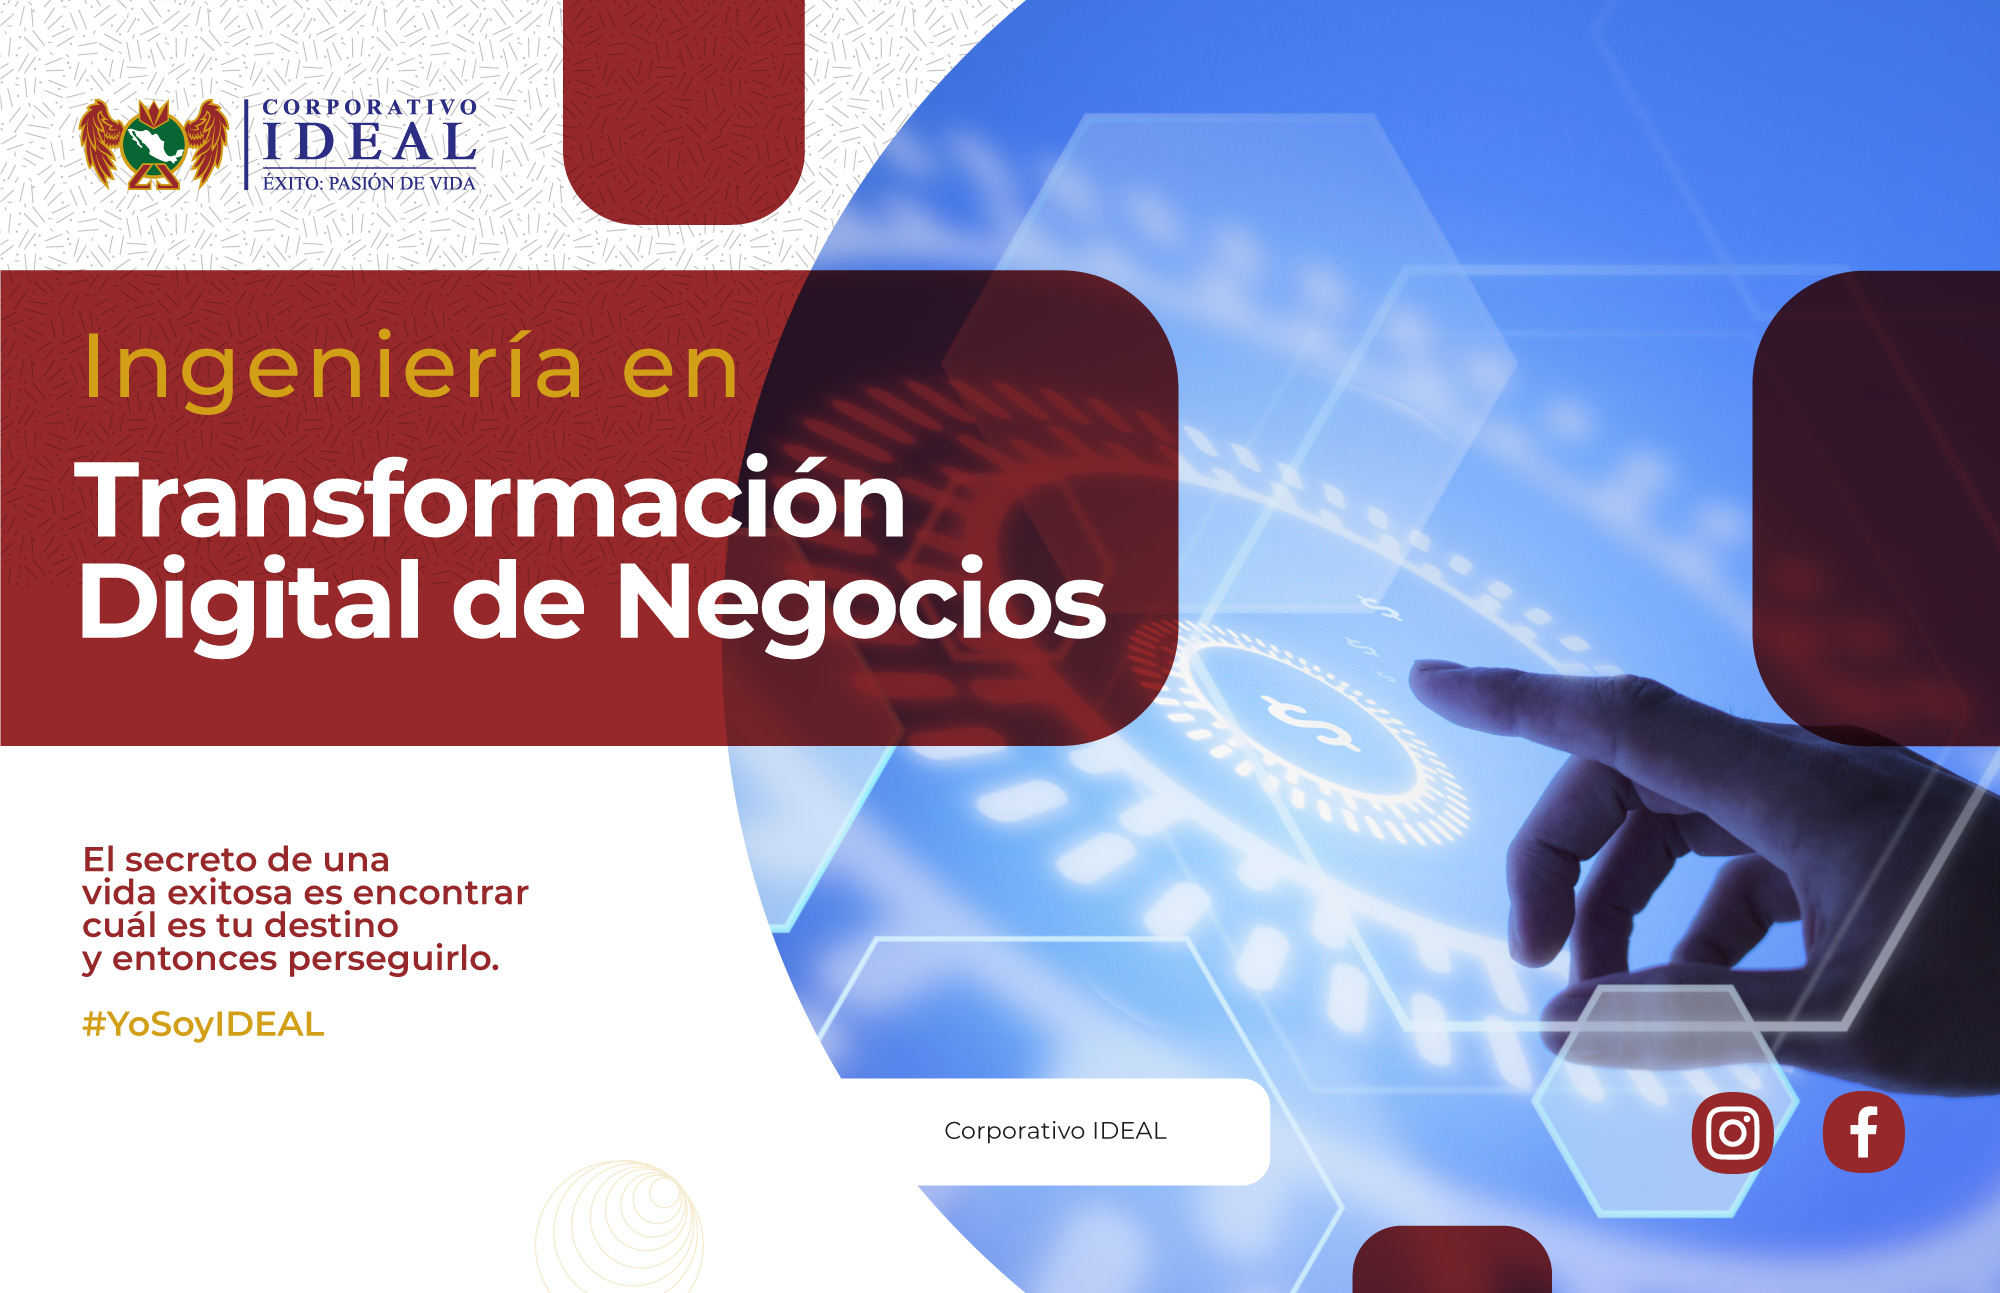 CORPORATIVO
IDEAL
ÉXITO: PASIÓN DE VIDA
Ingeniería en
Transformación
Digital de Negocios
$
$
$
El secreto de una
vida exitosa es encontrar
cuál es tu destino
y entonces perseguirlo.
#YoSoyIDEAL
Corporativo IDEAL